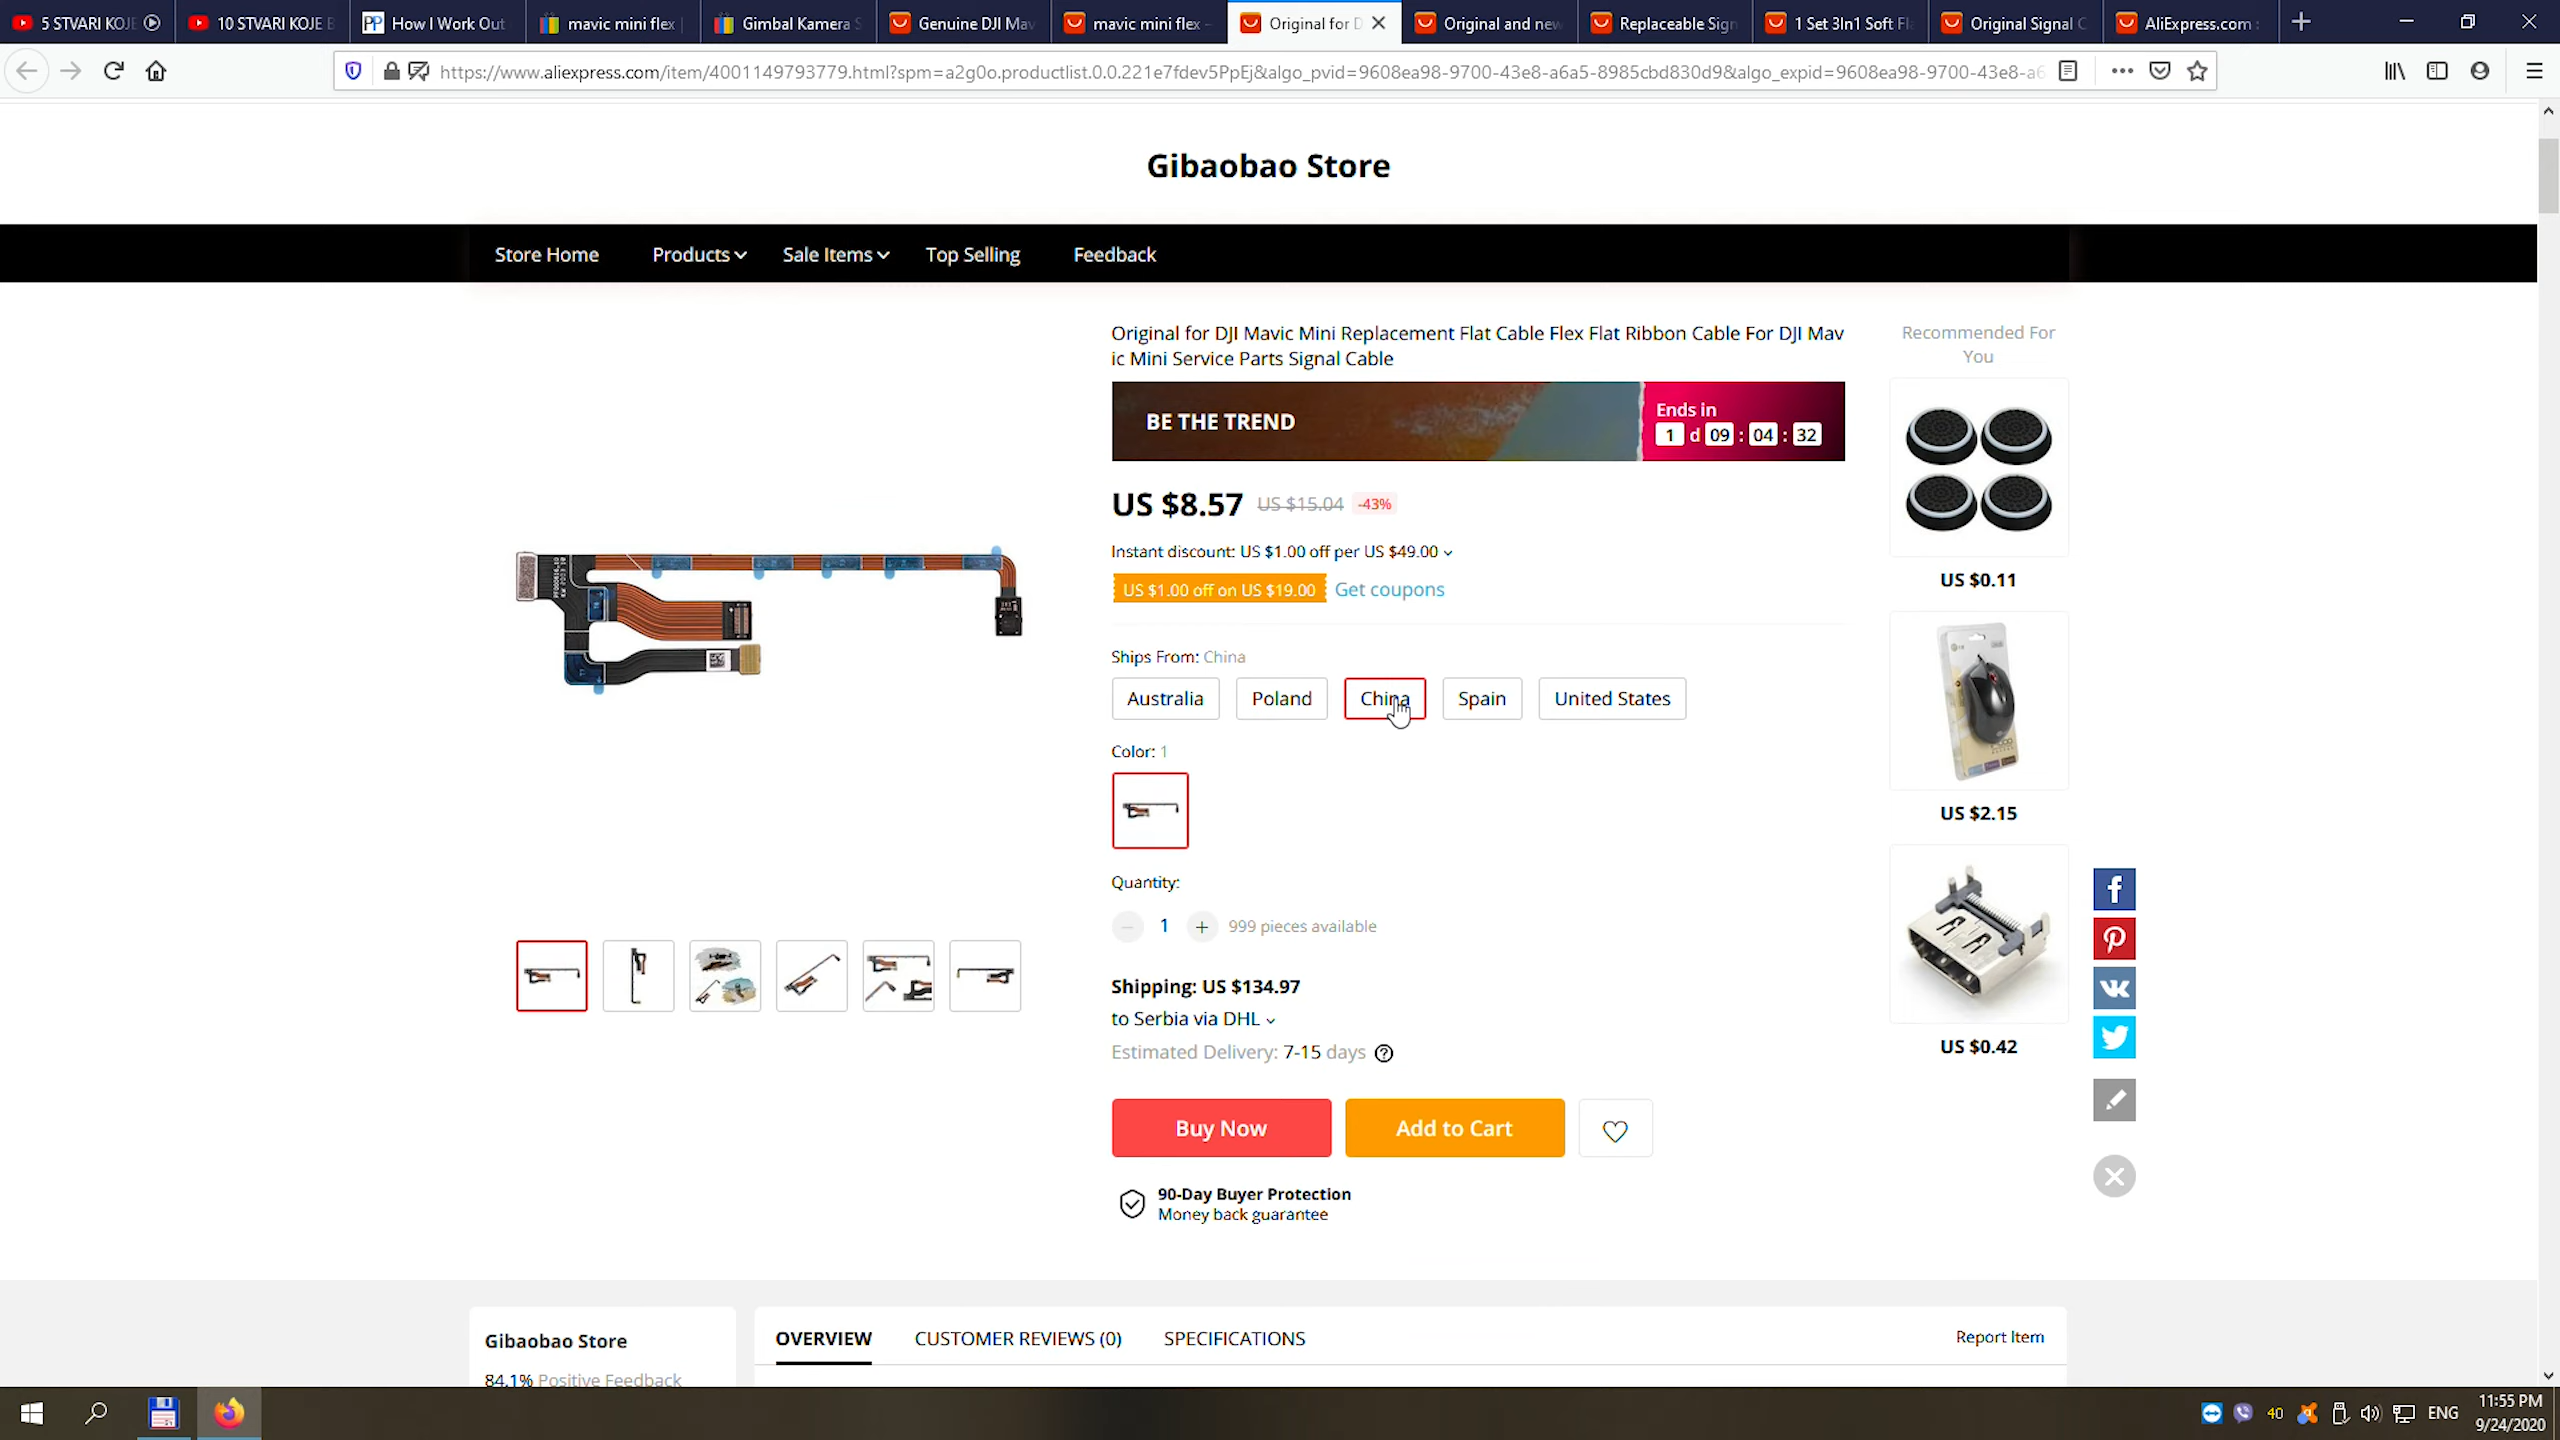 5 STVARI KOJE
10 STVARI KOJE
How I Work Out
mavic mini flex
Gimbal Kamera S
Genuine DJI Mav
mavic mini flex -
Original for D
Original and new
Replaceable Sign
1 Set 3In1 Soft Fl
Original Signal C
AliExpress.com :
https://www.aliexpress.com/item/4001149793779.html?spm=a2g0o.productlist.0.0.221e7fdev5PpEj&algo_pvid=9608ea98-9700-43e8-a6a5-8985cbd830d9&algo_expid=9608ea98-9700-43e8-a6
Gibaobao Store
Store Home Products Sale Items Top Selling Feedback
Original for DJI Mavic Mini Replacement Flat Cable Flex Flat Ribbon Cable For DJI Mav
ic Mini Service Parts Signal Cable
BE THE TREND
Ends in
1 d 09 : 04 : 32
US $8.57 US $15.04 -43%
Instant discount: US $1.00 off per US $49.00
US $1.00 off on US $19.00 Get coupons
Ships From: China
Australia Poland China Spain United States
Color: 1
Quantity:
1 + 999 pieces available
Shipping: US $134.97
to Serbia via DHL
Estimated Delivery: 7-15 days
Buy Now Add to Cart
90-Day Buyer Protection
Money back guarantee
Recommended For
You
US $0.11
US $2.15
US $0.42
Gibaobao Store
84.1% Positive Feedback
OVERVIEW CUSTOMER REVIEWS (0) SPECIFICATIONS Report Item
40
ENG
11:55 PM
9/24/2020